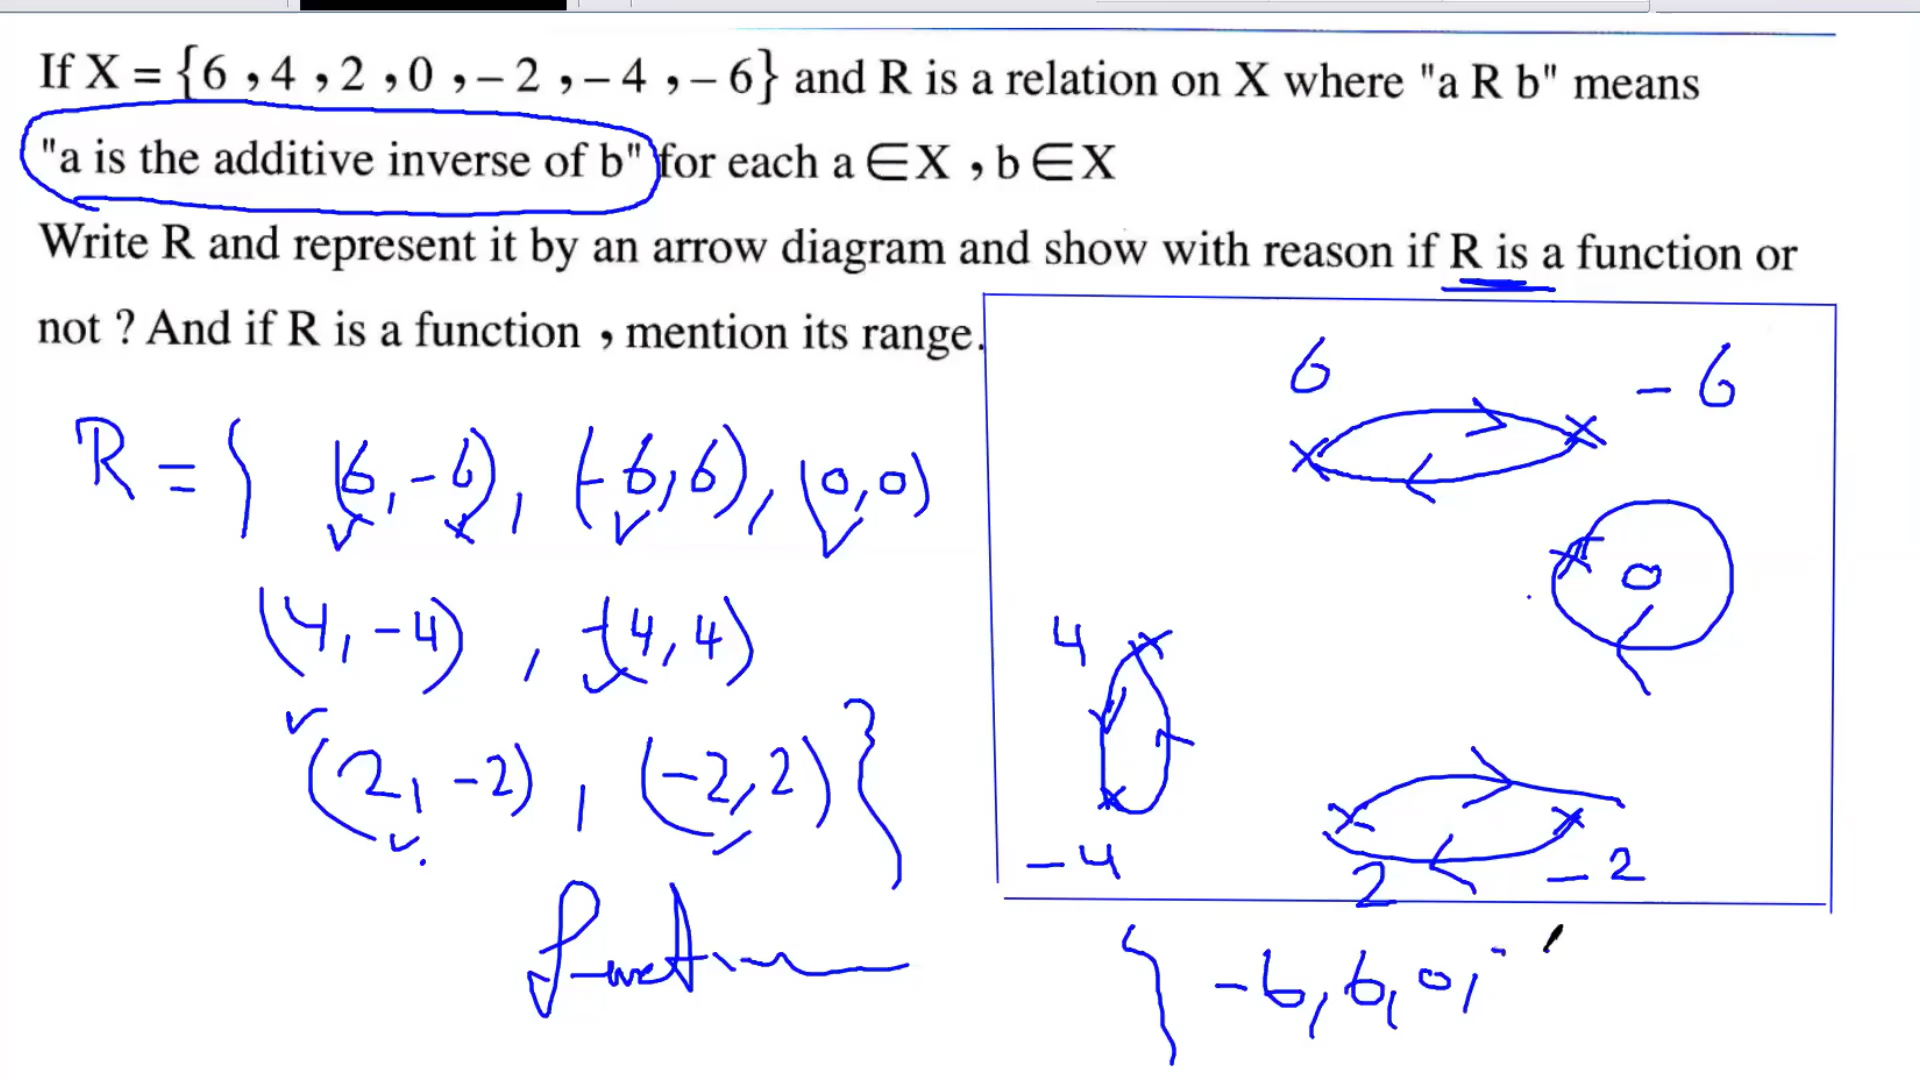 If X = {6 , 4 , 2 , 0 , – 2 , – 4 , – 6} and R is a relation on X where "a R b" means
"a is the additive inverse of b" for each a ∈ X , b ∈ X
Write R and represent it by an arrow diagram and show with reason if R is a function or
not ? And if R is a function , mention its range.
6 -6
R = { (6, -6), (-6, 6), (0, 0)
0
(4, -4) , (-4, 4)
4
(2, -2) , (-2, 2) }
-4 2 -2
function
{ -6, 6, 0, -